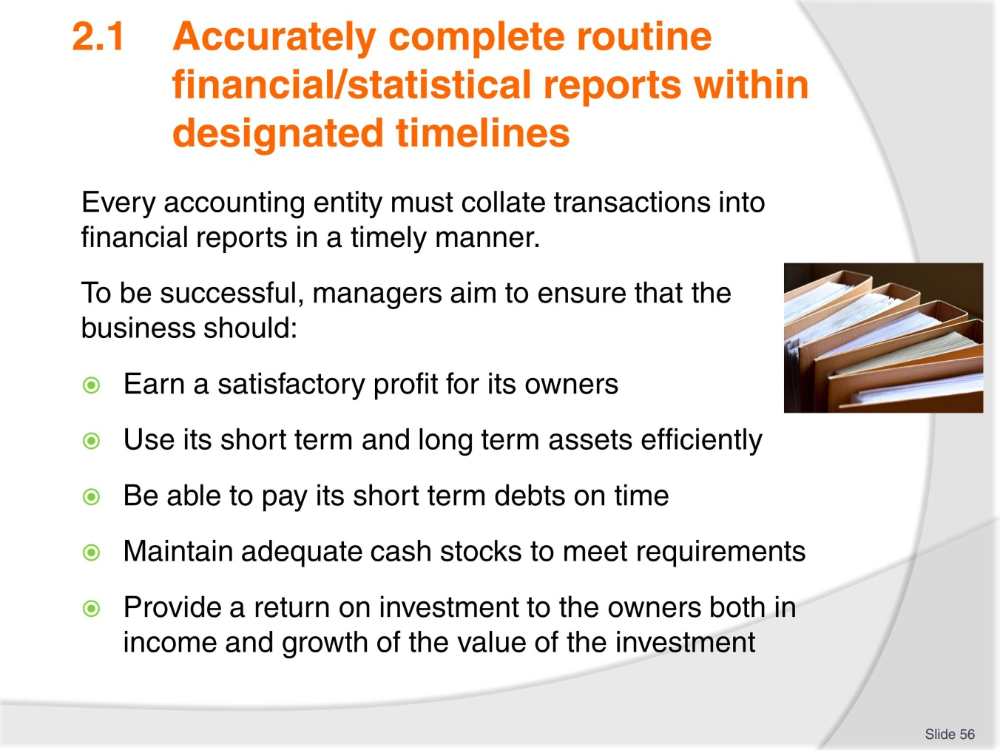 2.1 Accurately complete routine
financial/statistical reports within
designated timelines
Every accounting entity must collate transactions into
financial reports in a timely manner.
To be successful, managers aim to ensure that the
business should:
Earn a satisfactory profit for its owners
Use its short term and long term assets efficiently
Be able to pay its short term debts on time
Maintain adequate cash stocks to meet requirements
Provide a return on investment to the owners both in
income and growth of the value of the investment
Slide 56